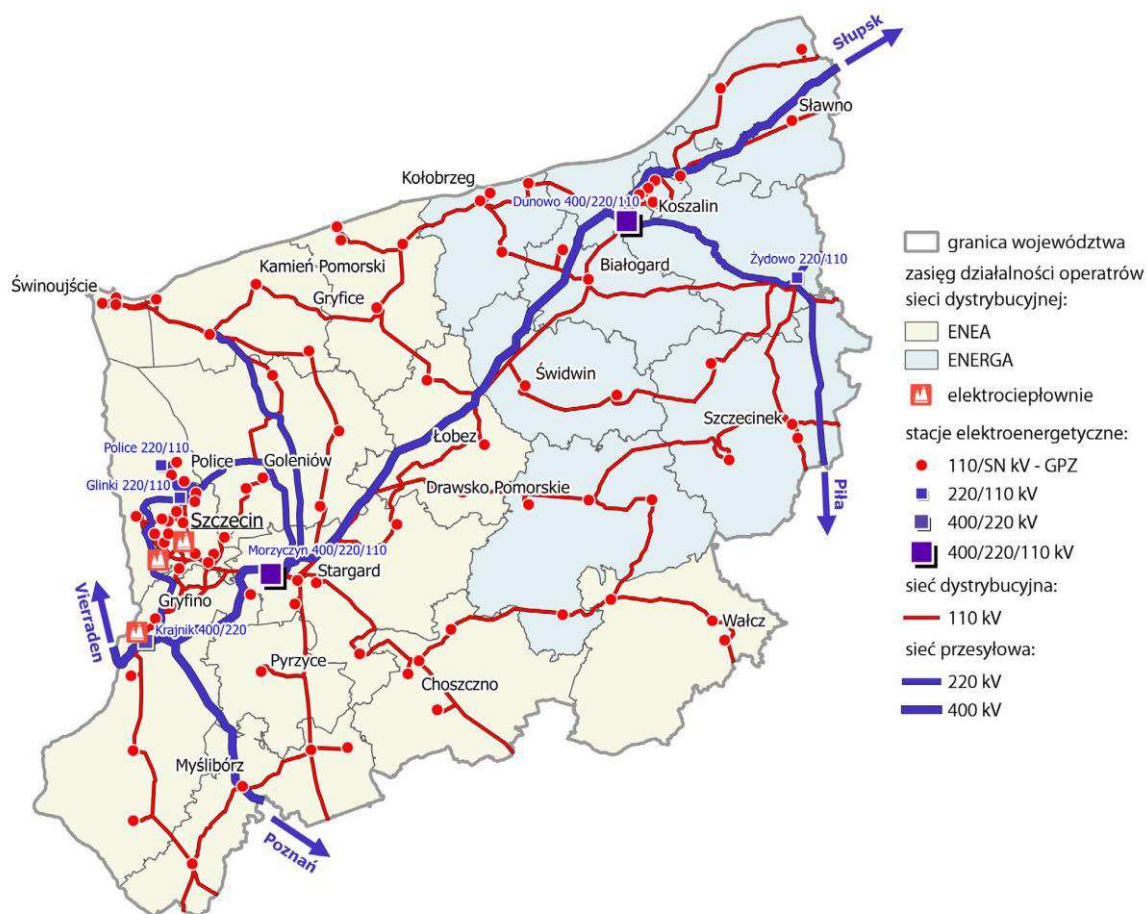 Słupsk
Sławno
Kołobrzeg
Dunowo 400/220/110
Koszalin
Kamień Pomorski
Białogard
Żydowo 220/110
Świnoujście
Gryfice
Świdwin
Szczecinek
Łobez
Police 220/110
Police
Goleniów
Glinki 220/110
Drawsko Pomorskie
Piła
Szczecin
Morzyczyn 400/220/110
Stargard
Vierraden
Gryfino
Krajnik 400/220
Wałcz
Pyrzyce
Choszczno
Myślibórz
Poznań
granica województwa
zasięg działalności operatrów
sieci dystrybucyjnej:
ENEA
ENERGA
elektrociepłownie
stacje elektroenergetyczne:
110/SN kV - GPZ
220/110 kV
400/220 kV
400/220/110 kV
sieć dystrybucyjna:
110 kV
sieć przesyłowa:
220 kV
400 kV